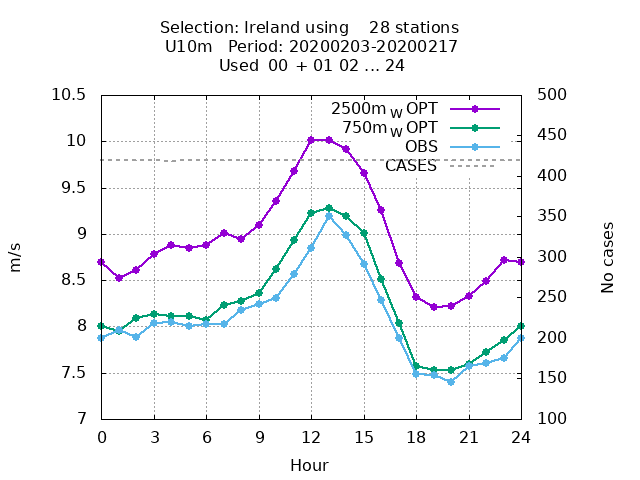 Selection: Ireland using    28 stations
U10m   Period: 20200203-20200217
Used 00 + 01 02 ... 24
10.5
10
9.5
9
8.5
8
7.5
7
m/s
500
450
400
350
300
250
200
150
100
No cases
2500m W OPT
750m W OPT
OBS
CASES
0 3 6 9 12 15 18 21 24
Hour